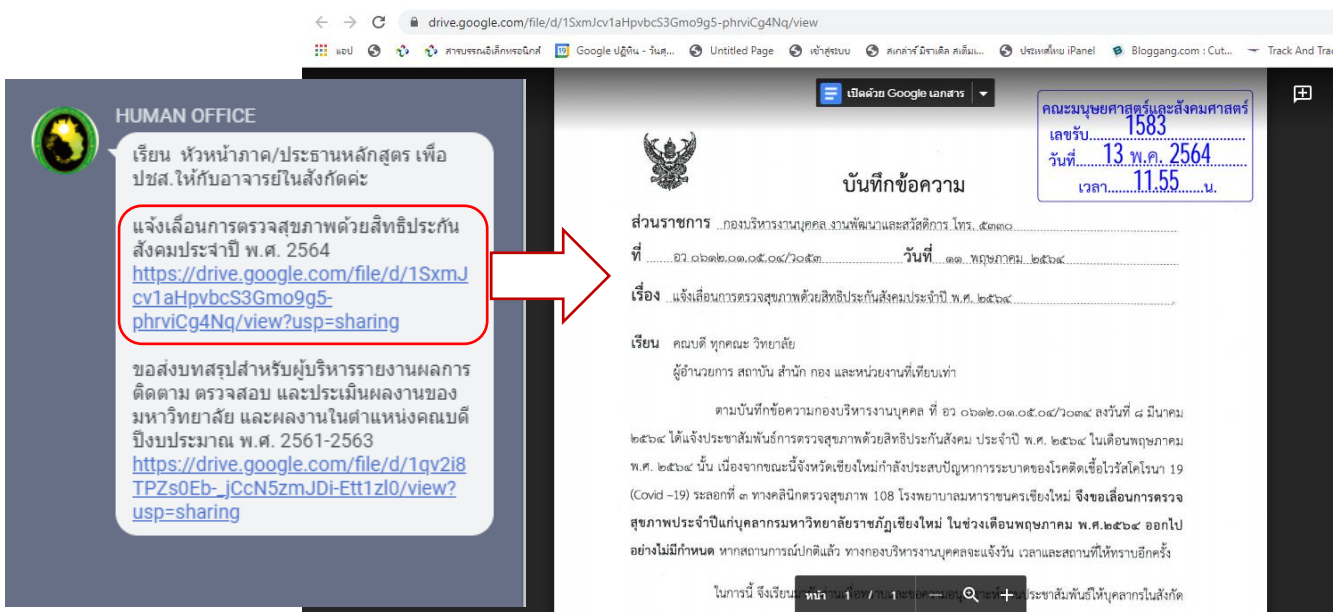 drive.google.com/file/d/1SxmJcv1aHpvbcS3Gmo9g5-phrviCg4Nq/view
แอป
สารบรรณอิเล็กทรอนิกส์
Google ปฏิทิน - วันศุ...
Untitled Page
เข้าสู่ระบบ
สเกล่าร์ มิราเคิล สเต็มเ...
ประเทศไทย iPanel
Bloggang.com : Cut...
Track And Trac
HUMAN OFFICE
เรียน หัวหน้าภาค/ประธานหลักสูตร เพื่อ
ปชส.ให้กับอาจารย์ในสังกัดค่ะ
แจ้งเลื่อนการตรวจสุขภาพด้วยสิทธิประกัน
สังคมประจำปี พ.ศ. 2564
https://drive.google.com/file/d/1SxmJ
cv1aHpvbcS3Gmo9g5-
phrviCg4Nq/view?usp=sharing
ขอส่งบทสรุปสำหรับผู้บริหารรายงานผลการ
ติดตาม ตรวจสอบ และประเมินผลงานของ
มหาวิทยาลัย และผลงานในตำแหน่งคณบดี
ปีงบประมาณ พ.ศ. 2561-2563
https://drive.google.com/file/d/1qv2i8
TPZs0Eb-_jCcN5zmJDi-Ett1zl0/view?
usp=sharing
เปิดด้วย Google เอกสาร
คณะมนุษยศาสตร์และสังคมศาสตร์
เลขรับ 1583
วันที่ 13 พ.ค. 2564
เวลา 11.55 น.
บันทึกข้อความ
ส่วนราชการ กองบริหารงานบุคคล งานพัฒนาและสวัสดิการ โทร. ๕๓๓๐
ที่ อว ๐๖๑๒.๐๑.๐๕.๐๔/ว๐๕๓ วันที่ ๑๑ พฤษภาคม ๒๕๖๔
เรื่อง แจ้งเลื่อนการตรวจสุขภาพด้วยสิทธิประกันสังคมประจำปี พ.ศ. ๒๕๖๔
เรียน คณบดี ทุกคณะ วิทยาลัย
ผู้อำนวยการ สถาบัน สำนัก กอง และหน่วยงานที่เทียบเท่า
ตามบันทึกข้อความกองบริหารงานบุคคล ที่ อว ๐๖๑๒.๐๑.๐๕.๐๔/ว๐๓๔ ลงวันที่ ๘ มีนาคม
๒๕๖๔ ได้แจ้งประชาสัมพันธ์การตรวจสุขภาพด้วยสิทธิประกันสังคม ประจำปี พ.ศ. ๒๕๖๔ ในเดือนพฤษภาคม
พ.ศ. ๒๕๖๔ นั้น เนื่องจากขณะนี้จังหวัดเชียงใหม่กำลังประสบปัญหาการระบาดของโรคติดเชื้อไวรัสโคโรนา 19
(Covid –19) ระลอกที่ ๓ ทางคลินิกตรวจสุขภาพ 108 โรงพยาบาลมหาราชนครเชียงใหม่ จึงขอเลื่อนการตรวจ
สุขภาพประจำปีแก่บุคลากรมหาวิทยาลัยราชภัฏเชียงใหม่ ในช่วงเดือนพฤษภาคม พ.ศ.๒๕๖๔ ออกไป
อย่างไม่มีกำหนด หากสถานการณ์ปกติแล้ว ทางกองบริหารงานบุคคลจะแจ้งวัน เวลาและสถานที่ให้ทราบอีกครั้ง
ในการนี้ จึงเรียน ประชาสัมพันธ์ให้บุคลากรในสังกัด
หน้า 1 / 1